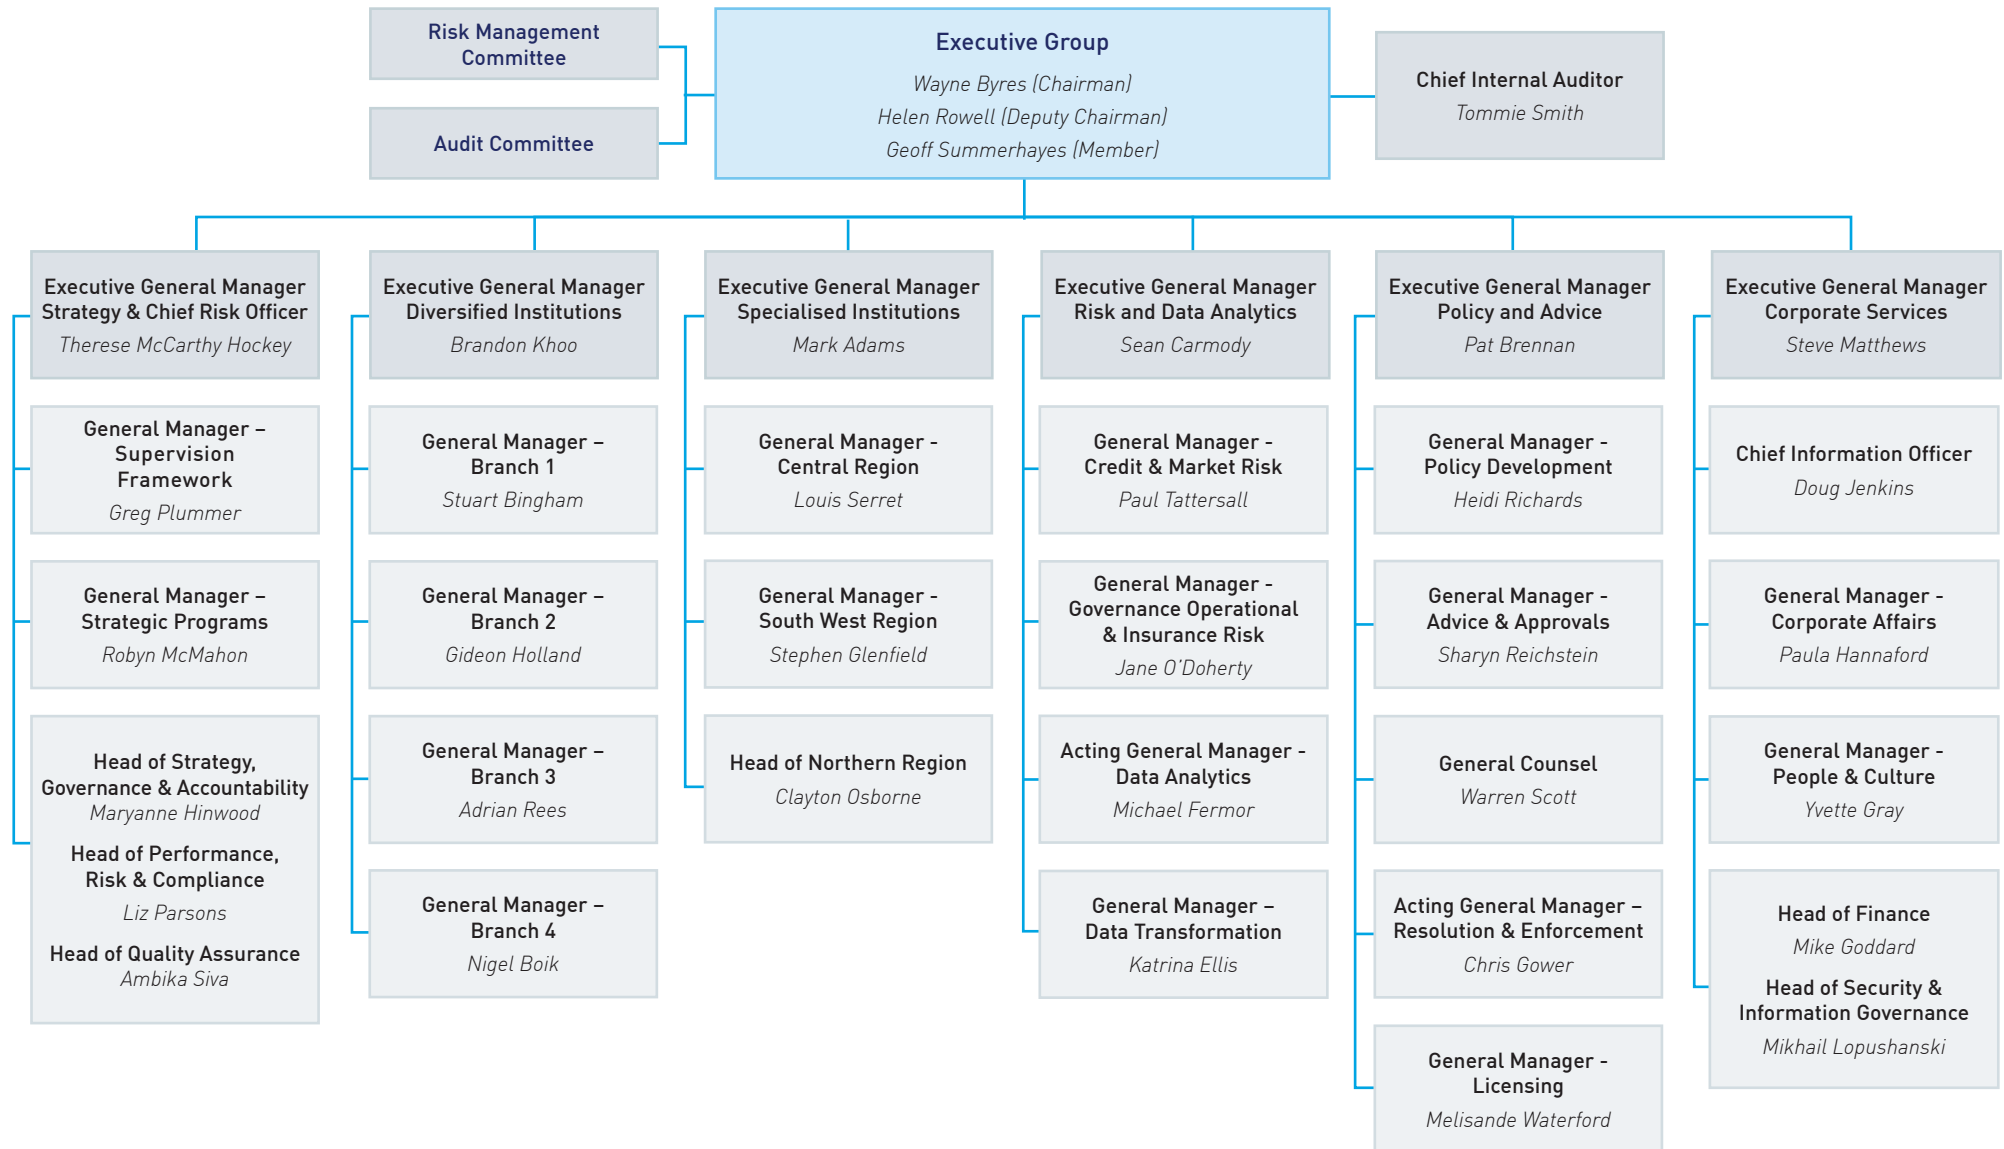 Risk Management
Committee
Audit Committee
Executive Group
Wayne Byres (Chairman)
Helen Rowell (Deputy Chairman)
Geoff Summerhayes (Member)
Chief Internal Auditor
Tommie Smith
Executive General Manager
Strategy & Chief Risk Officer
Therese McCarthy Hockey
General Manager –
Supervision
Framework
Greg Plummer
General Manager –
Strategic Programs
Robyn McMahon
Head of Strategy,
Governance & Accountability
Maryanne Hinwood
Head of Performance,
Risk & Compliance
Liz Parsons
Head of Quality Assurance
Ambika Siva
Executive General Manager
Diversified Institutions
Brandon Khoo
General Manager –
Branch 1
Stuart Bingham
General Manager –
Branch 2
Gideon Holland
General Manager –
Branch 3
Adrian Rees
General Manager –
Branch 4
Nigel Boik
Executive General Manager
Specialised Institutions
Mark Adams
General Manager -
Central Region
Louis Serret
General Manager -
South West Region
Stephen Glenfield
Head of Northern Region
Clayton Osborne
Executive General Manager
Risk and Data Analytics
Sean Carmody
General Manager -
Credit & Market Risk
Paul Tattersall
General Manager -
Governance Operational
& Insurance Risk
Jane O'Doherty
Acting General Manager -
Data Analytics
Michael Fermor
General Manager –
Data Transformation
Katrina Ellis
Executive General Manager
Policy and Advice
Pat Brennan
General Manager -
Policy Development
Heidi Richards
General Manager -
Advice & Approvals
Sharyn Reichstein
General Counsel
Warren Scott
Acting General Manager –
Resolution & Enforcement
Chris Gower
General Manager -
Licensing
Melisande Waterford
Executive General Manager
Corporate Services
Steve Matthews
Chief Information Officer
Doug Jenkins
General Manager -
Corporate Affairs
Paula Hannaford
General Manager -
People & Culture
Yvette Gray
Head of Finance
Mike Goddard
Head of Security &
Information Governance
Mikhail Lopushanski